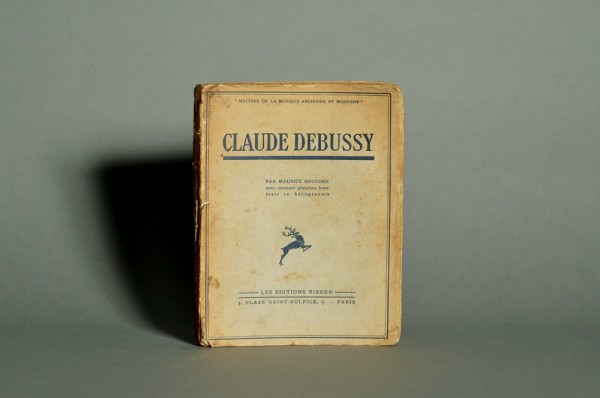 "MAITRES DE LA MUSIQUE ANCIENNE ET MODERNE"
CLAUDE DEBUSSY
PAR MAURICE BOUCHER
avec soixante planches hors-
texte en héliogravure
LES ÉDITIONS RIEDER
7, PLACE SAINT-SULPICE, 7 — PARIS